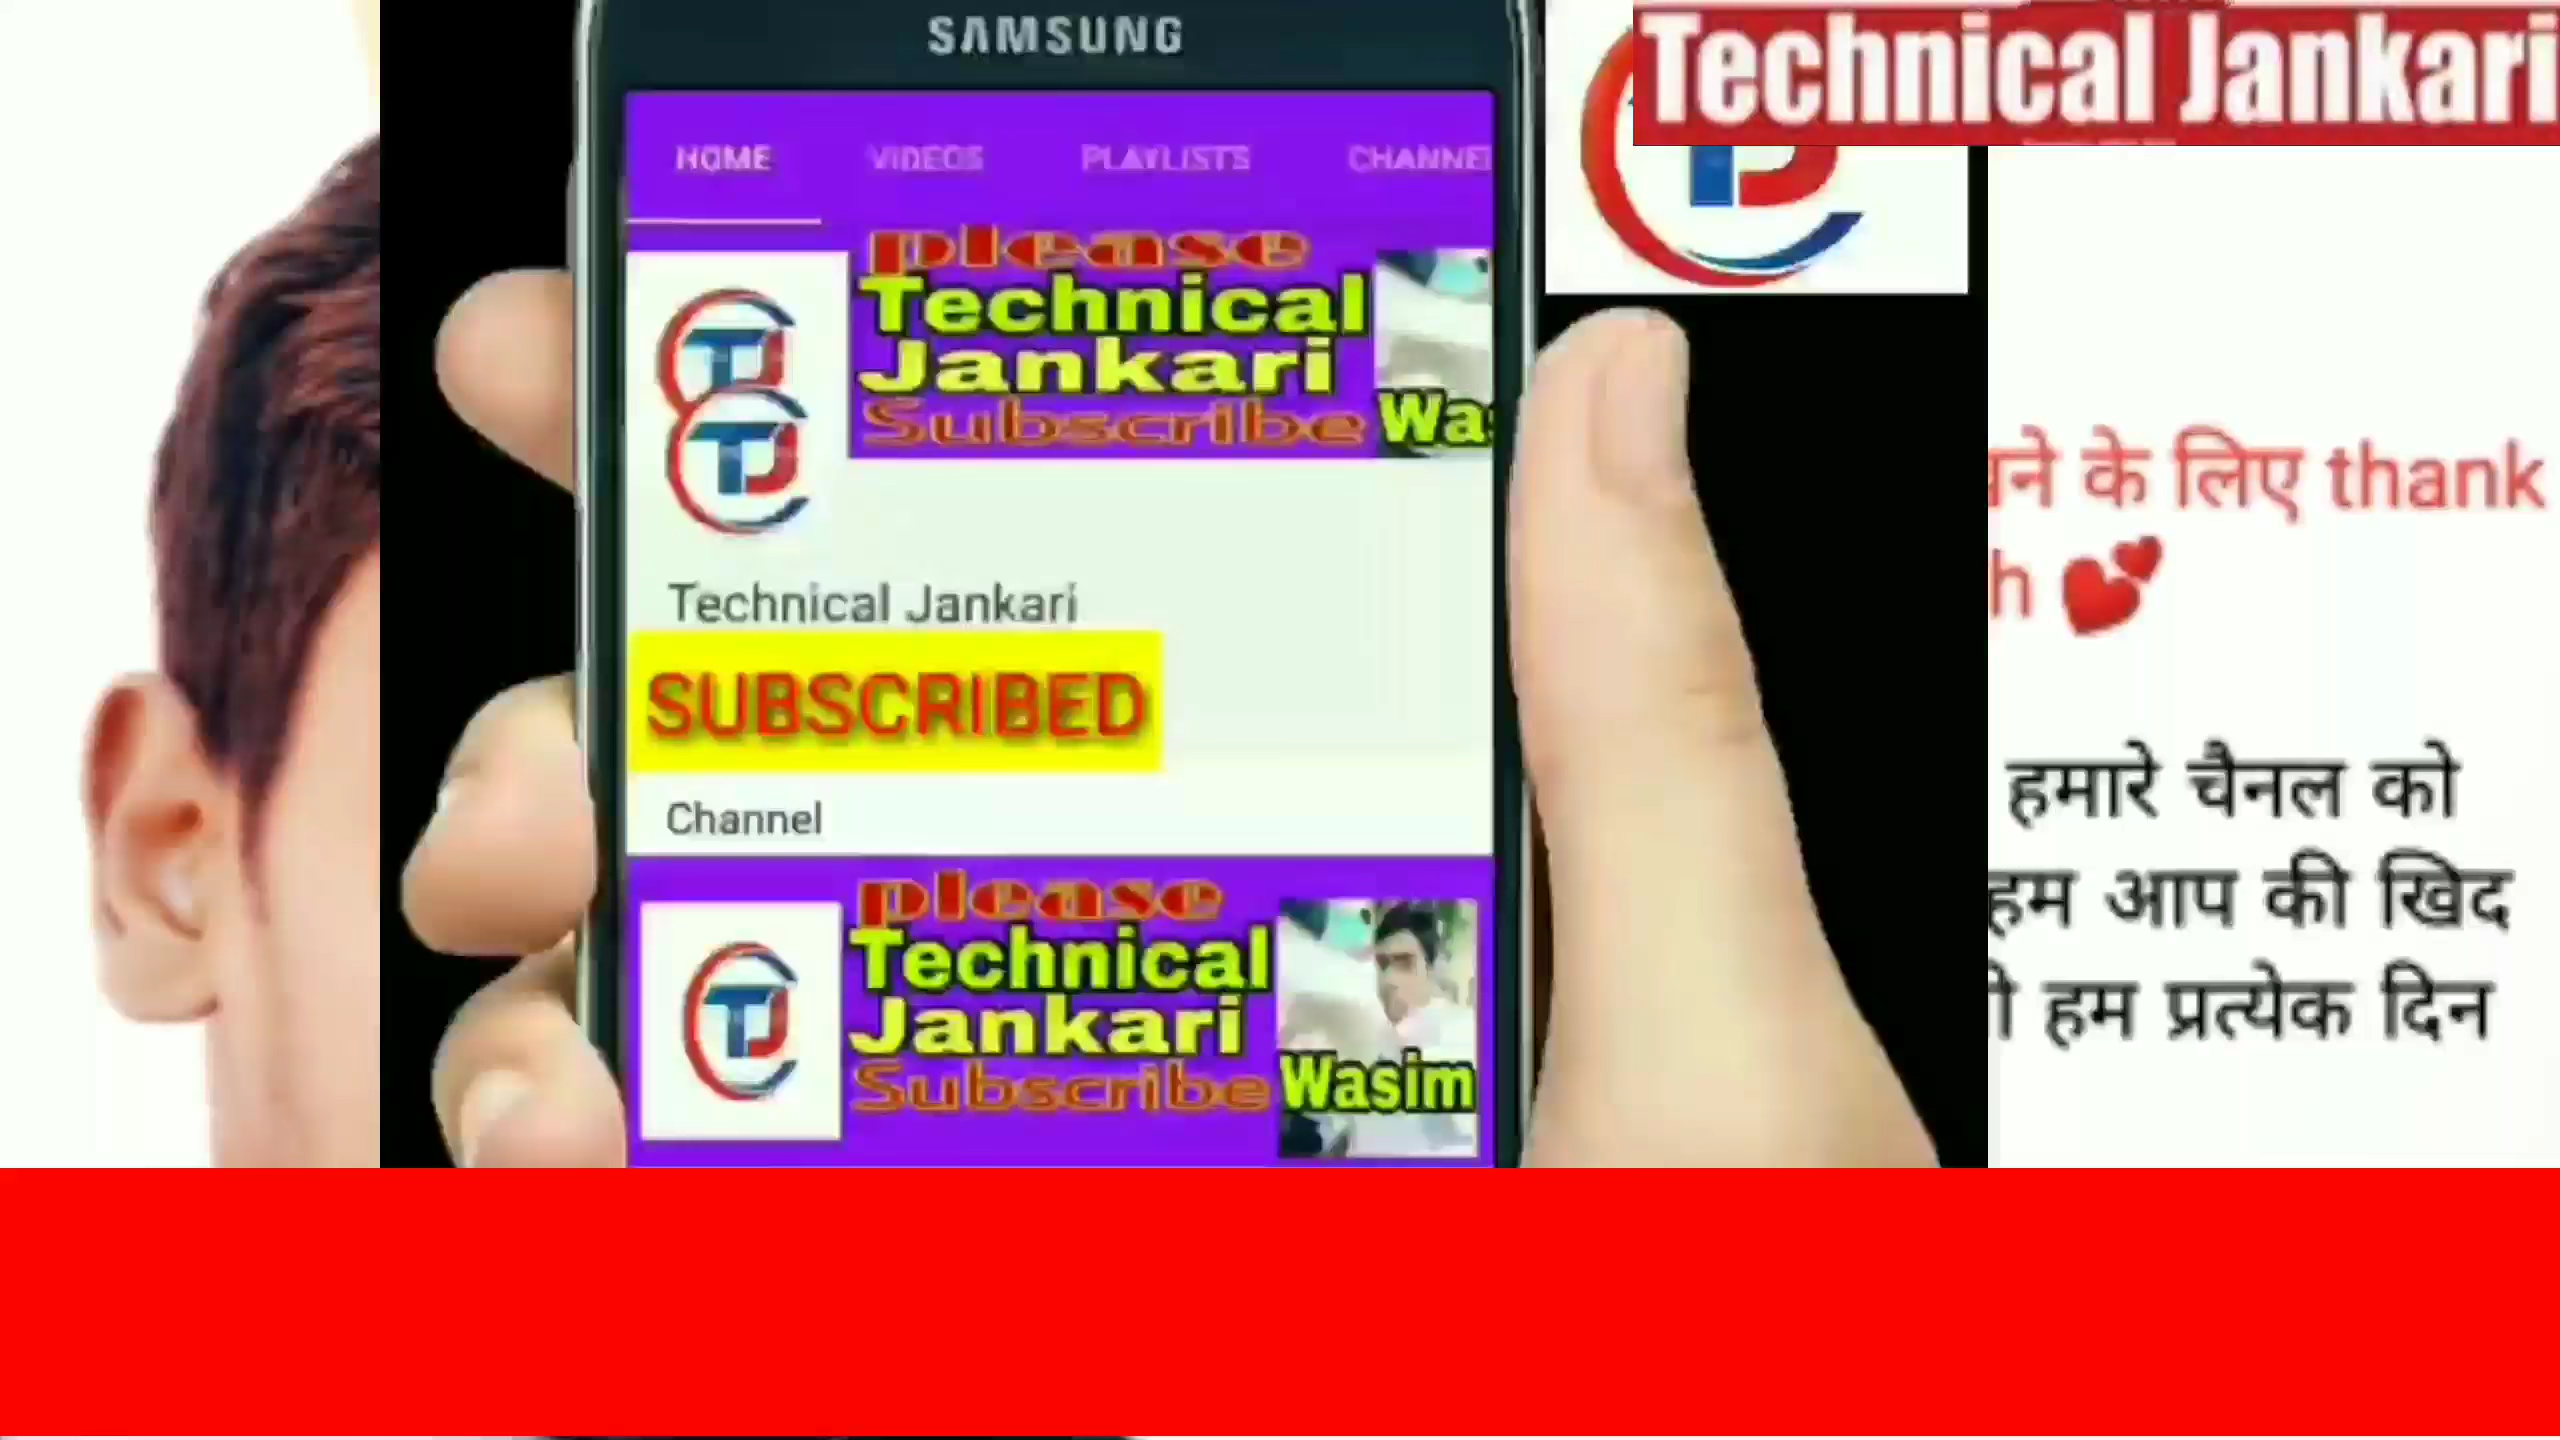 SAMSUNG
Technical Jankari
HOME VIDEOS PLAYLISTS CHANNEL
please
Technical
Jankari
Subscribe
Technical Jankari
SUBSCRIBED
Channel
please
Technical
Jankari
Subscribe
Wasim
के लिए thank
हमारे चैनल को
हम आप की खिद
हम प्रत्येक दिन